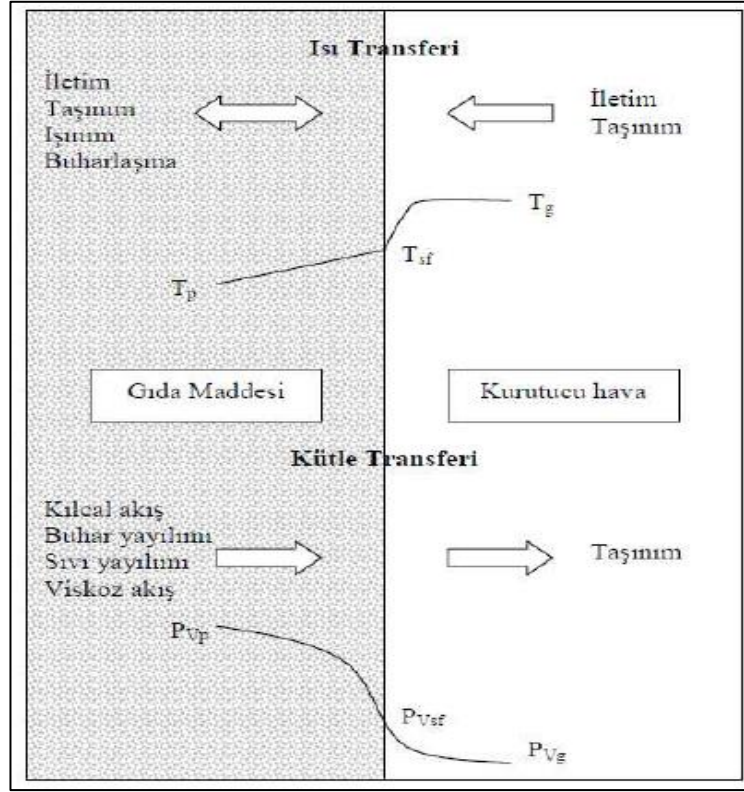 Isı Transferi
İletim
Taşınım
Işınım
Buharlaşma
İletim
Taşınım
Tg
Tsf
Tp
Gıda Maddesi
Kurutucu hava
Kütle Transferi
Kılcal akış
Buhar yayılımı
Sıvı yayılımı
Viskoz akış
Taşınım
PVp
PVsf
PVg